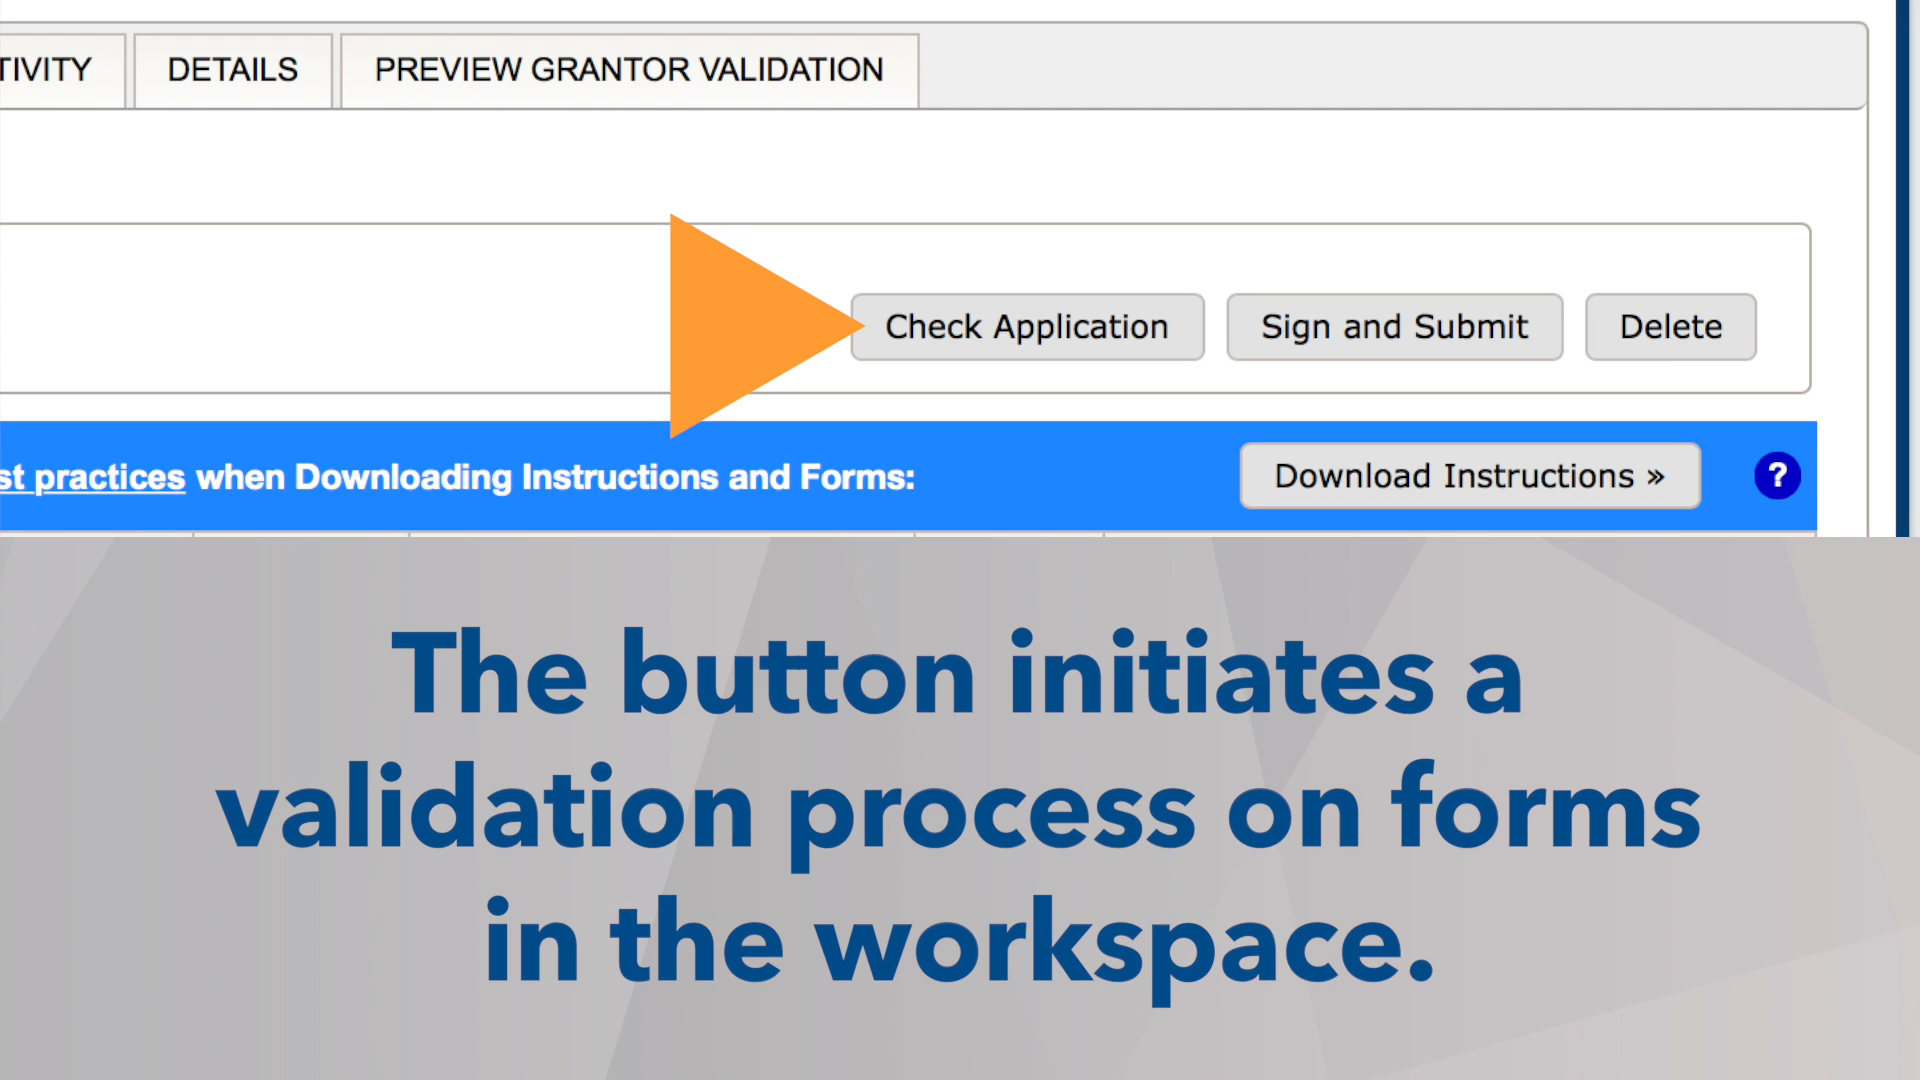 TIVITY DETAILS PREVIEW GRANTOR VALIDATION
Check Application Sign and Submit Delete
st practices when Downloading Instructions and Forms: Download Instructions » ?
The button initiates a
validation process on forms
in the workspace.